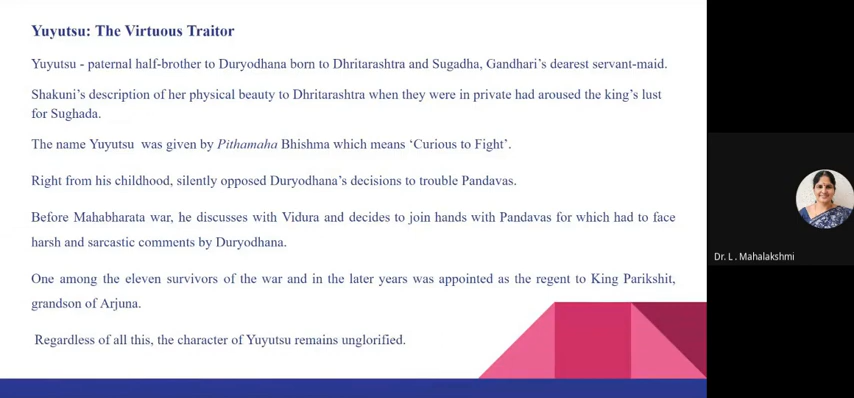 Yuyutsu: The Virtuous Traitor
Yuyutsu - paternal half-brother to Duryodhana born to Dhritarashtra and Sugadha, Gandhari’s dearest servant-maid.
Shakuni’s description of her physical beauty to Dhritarashtra when they were in private had aroused the king’s lust
for Sughada.
The name Yuyutsu was given by Pithamaha Bhishma which means ‘Curious to Fight’.
Right from his childhood, silently opposed Duryodhana’s decisions to trouble Pandavas.
Before Mahabharata war, he discusses with Vidura and decides to join hands with Pandavas for which had to face
harsh and sarcastic comments by Duryodhana.
One among the eleven survivors of the war and in the later years was appointed as the regent to King Parikshit,
grandson of Arjuna.
Regardless of all this, the character of Yuyutsu remains unglorified.
Dr. L . Mahalakshmi